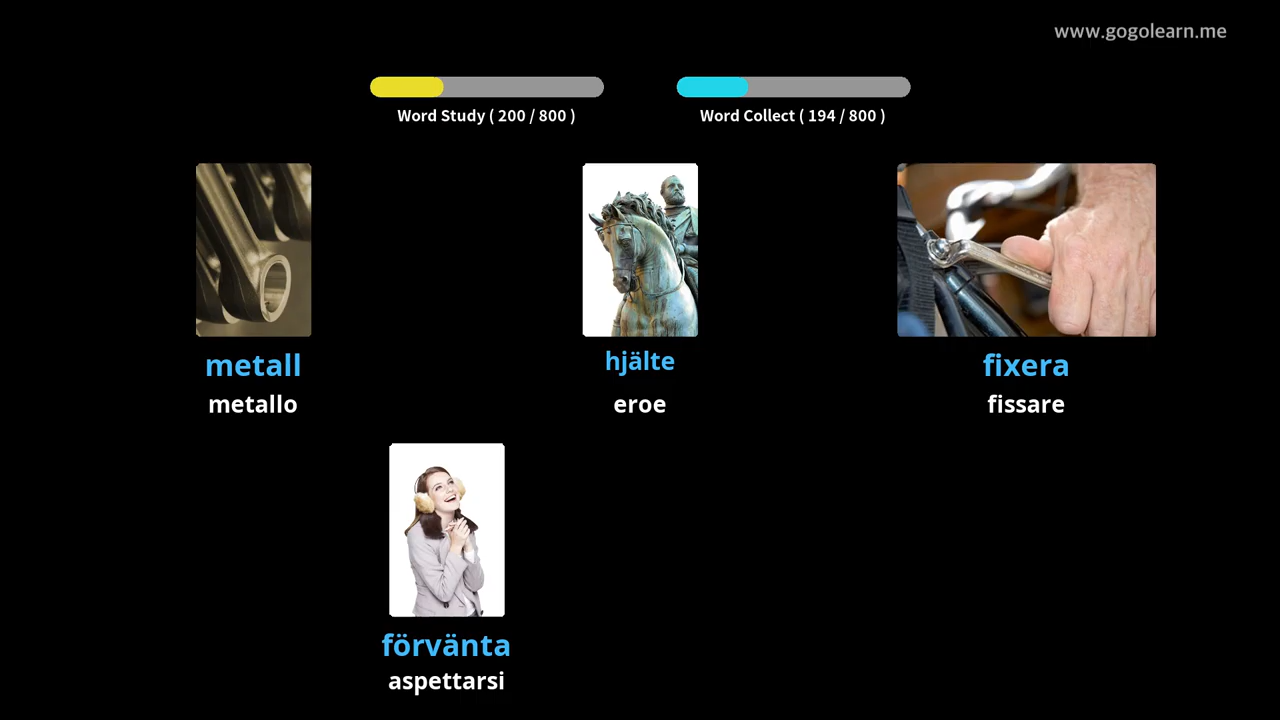 www.gogolearn.me
Word Study ( 200 / 800 )
Word Collect ( 194 / 800 )
metall
metallo
hjälte
eroe
fixera
fissare
förvänta
aspettarsi